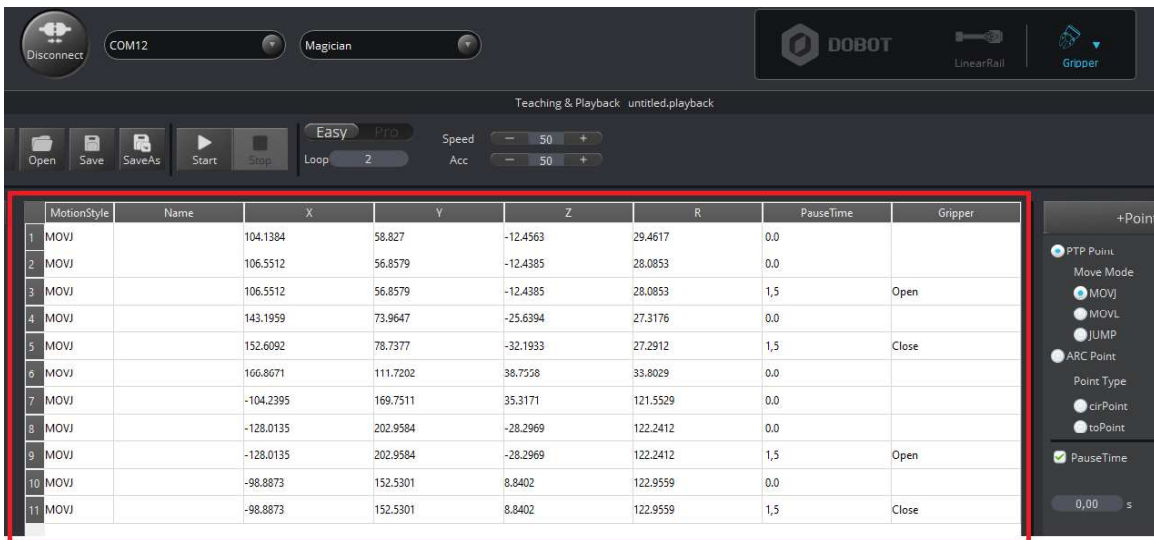 Disconnect COM12 Magician DOBOT LinearRail Gripper
Teaching & Playback untitled.playback
Open Save SaveAs Start Stop Easy Pro Speed 50
Loop 2 Acc 50
MotionStyle Name X Y Z R PauseTime Gripper
1 MOVJ 104.1384 58.827 -12.4563 29.4617 0.0
2 MOVJ 106.5512 56.8579 -12.4385 28.0853 0.0
3 MOVJ 106.5512 56.8579 -12.4385 28.0853 1,5 Open
4 MOVJ 143.1959 73.9647 -25.6394 27.3176 0.0
5 MOVJ 152.6092 78.7377 -32.1933 27.2912 1,5 Close
6 MOVJ 166.8671 111.7202 38.7558 33.8029 0.0
7 MOVJ -104.2395 169.7511 35.3171 121.5529 0.0
8 MOVJ -128.0135 202.9584 -28.2969 122.2412 0.0
9 MOVJ -128.0135 202.9584 -28.2969 122.2412 1,5 Open
10 MOVJ -98.8873 152.5301 8.8402 122.9559 0.0
11 MOVJ -98.8873 152.5301 8.8402 122.9559 1,5 Close
+Poin
PTP Point
Move Mode
MOVJ
MOVL
JUMP
ARC Point
Point Type
cirPoint
toPoint
PauseTime
0,00 s